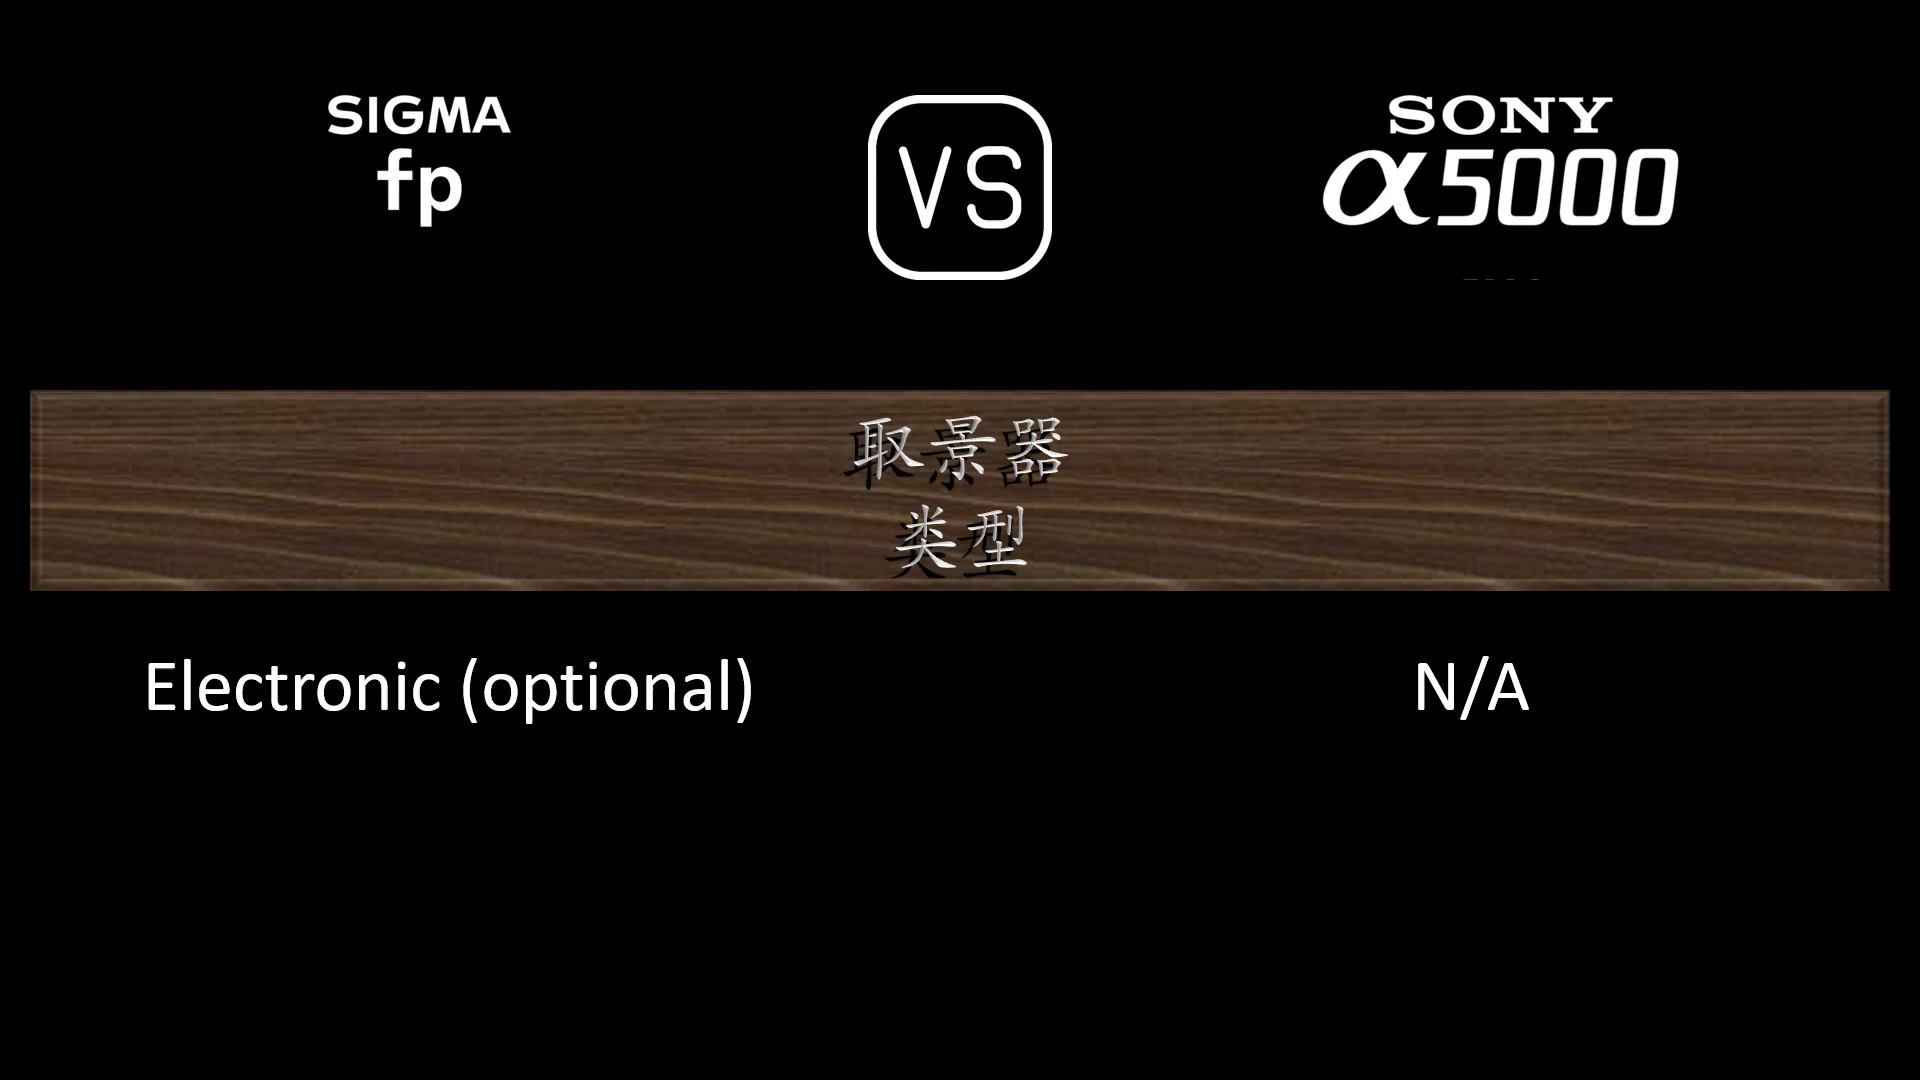 SIGMA
fp
VS
SONY
α5000
取景器
类型
Electronic (optional)
N/A